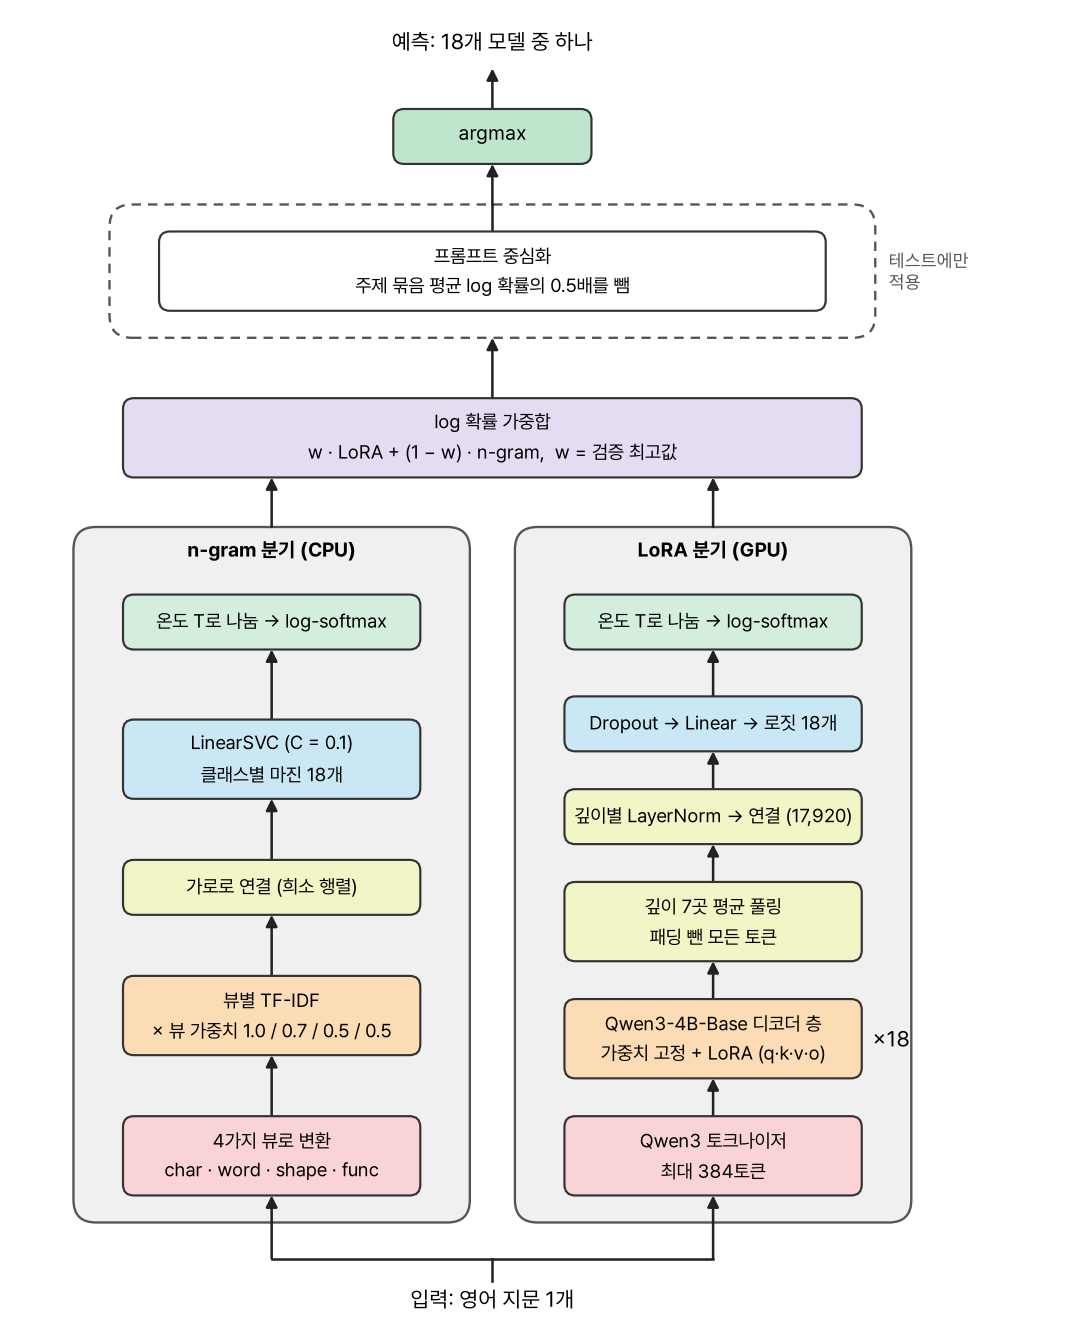 예측: 18개 모델 중 하나
argmax
프롬프트 중심화
주제 묶음 평균 log 확률의 0.5배를 뺌
테스트에만
적용
log 확률 가중합
w · LoRA + (1 − w) · n-gram,  w = 검증 최고값
n-gram 분기 (CPU)
온도 T로 나눔 → log-softmax
LinearSVC (C = 0.1)
클래스별 마진 18개
가로로 연결 (희소 행렬)
뷰별 TF-IDF
× 뷰 가중치 1.0 / 0.7 / 0.5 / 0.5
4가지 뷰로 변환
char · word · shape · func
LoRA 분기 (GPU)
온도 T로 나눔 → log-softmax
Dropout → Linear → 로짓 18개
깊이별 LayerNorm → 연결 (17,920)
깊이 7곳 평균 풀링
패딩 뺀 모든 토큰
Qwen3-4B-Base 디코더 층
가중치 고정 + LoRA (q·k·v·o)
×18
Qwen3 토크나이저
최대 384토큰
입력: 영어 지문 1개